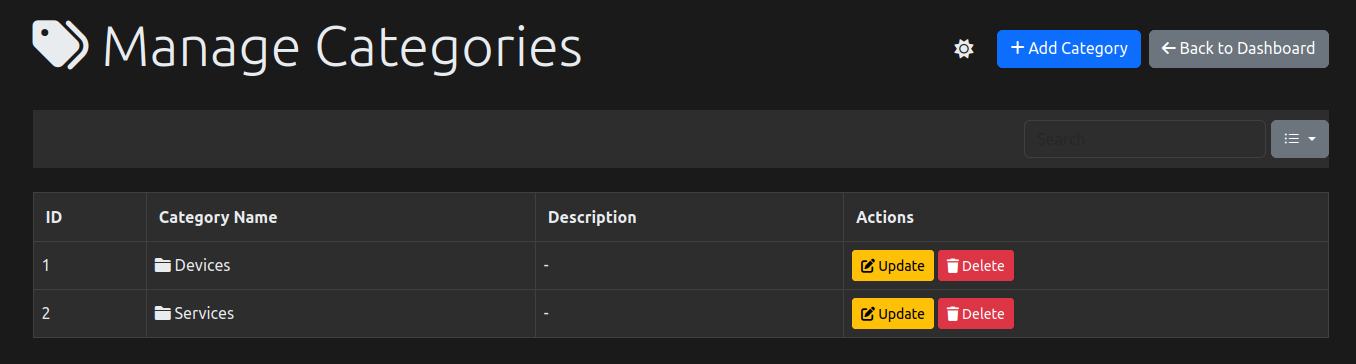 Manage Categories
Add Category
Back to Dashboard
Search
ID Category Name Description Actions
1 Devices - Update Delete
2 Services - Update Delete